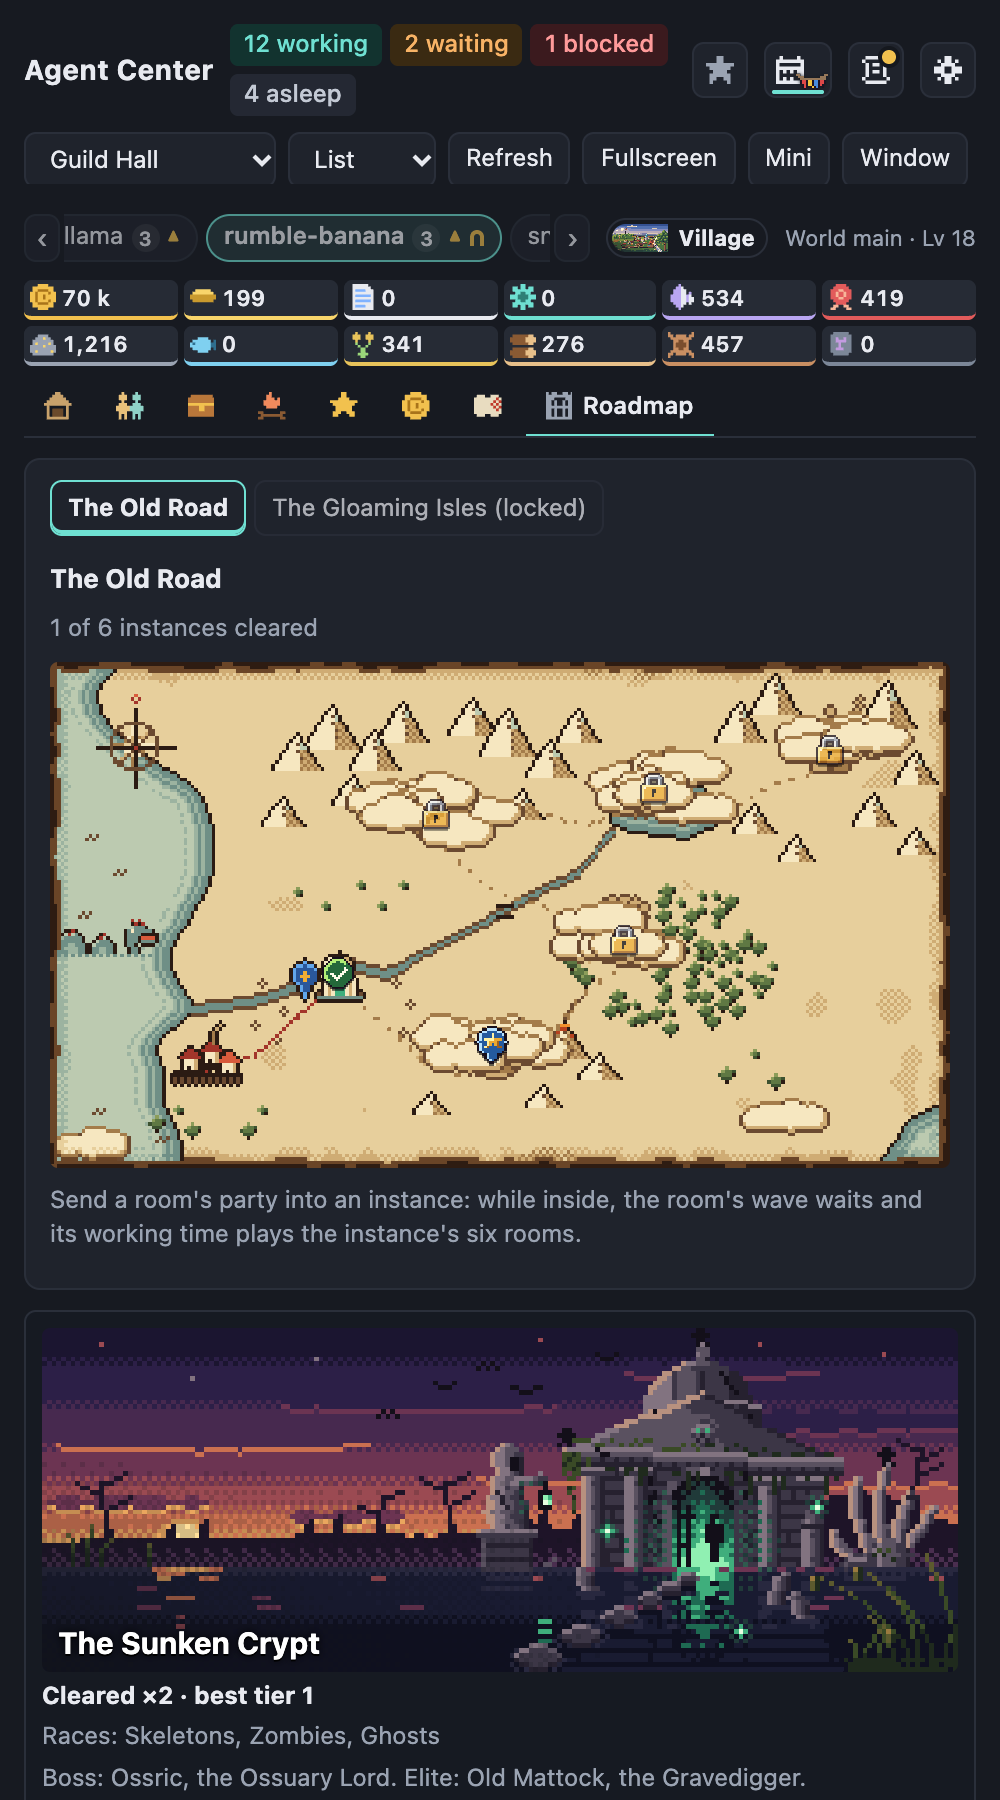 Agent Center
12 working
2 waiting
1 blocked
4 asleep
Guild Hall
List
Refresh
Fullscreen
Mini
Window
llama 3
rumble-banana 3
Village
World main · Lv 18
70 k
199
0
0
534
419
1,216
0
341
276
457
0
Roadmap
The Old Road
The Gloaming Isles (locked)
The Old Road
1 of 6 instances cleared
Send a room's party into an instance: while inside, the room's wave waits and
its working time plays the instance's six rooms.
The Sunken Crypt
Cleared ×2 · best tier 1
Races: Skeletons, Zombies, Ghosts
Boss: Ossric, the Ossuary Lord. Elite: Old Mattock, the Gravedigger.